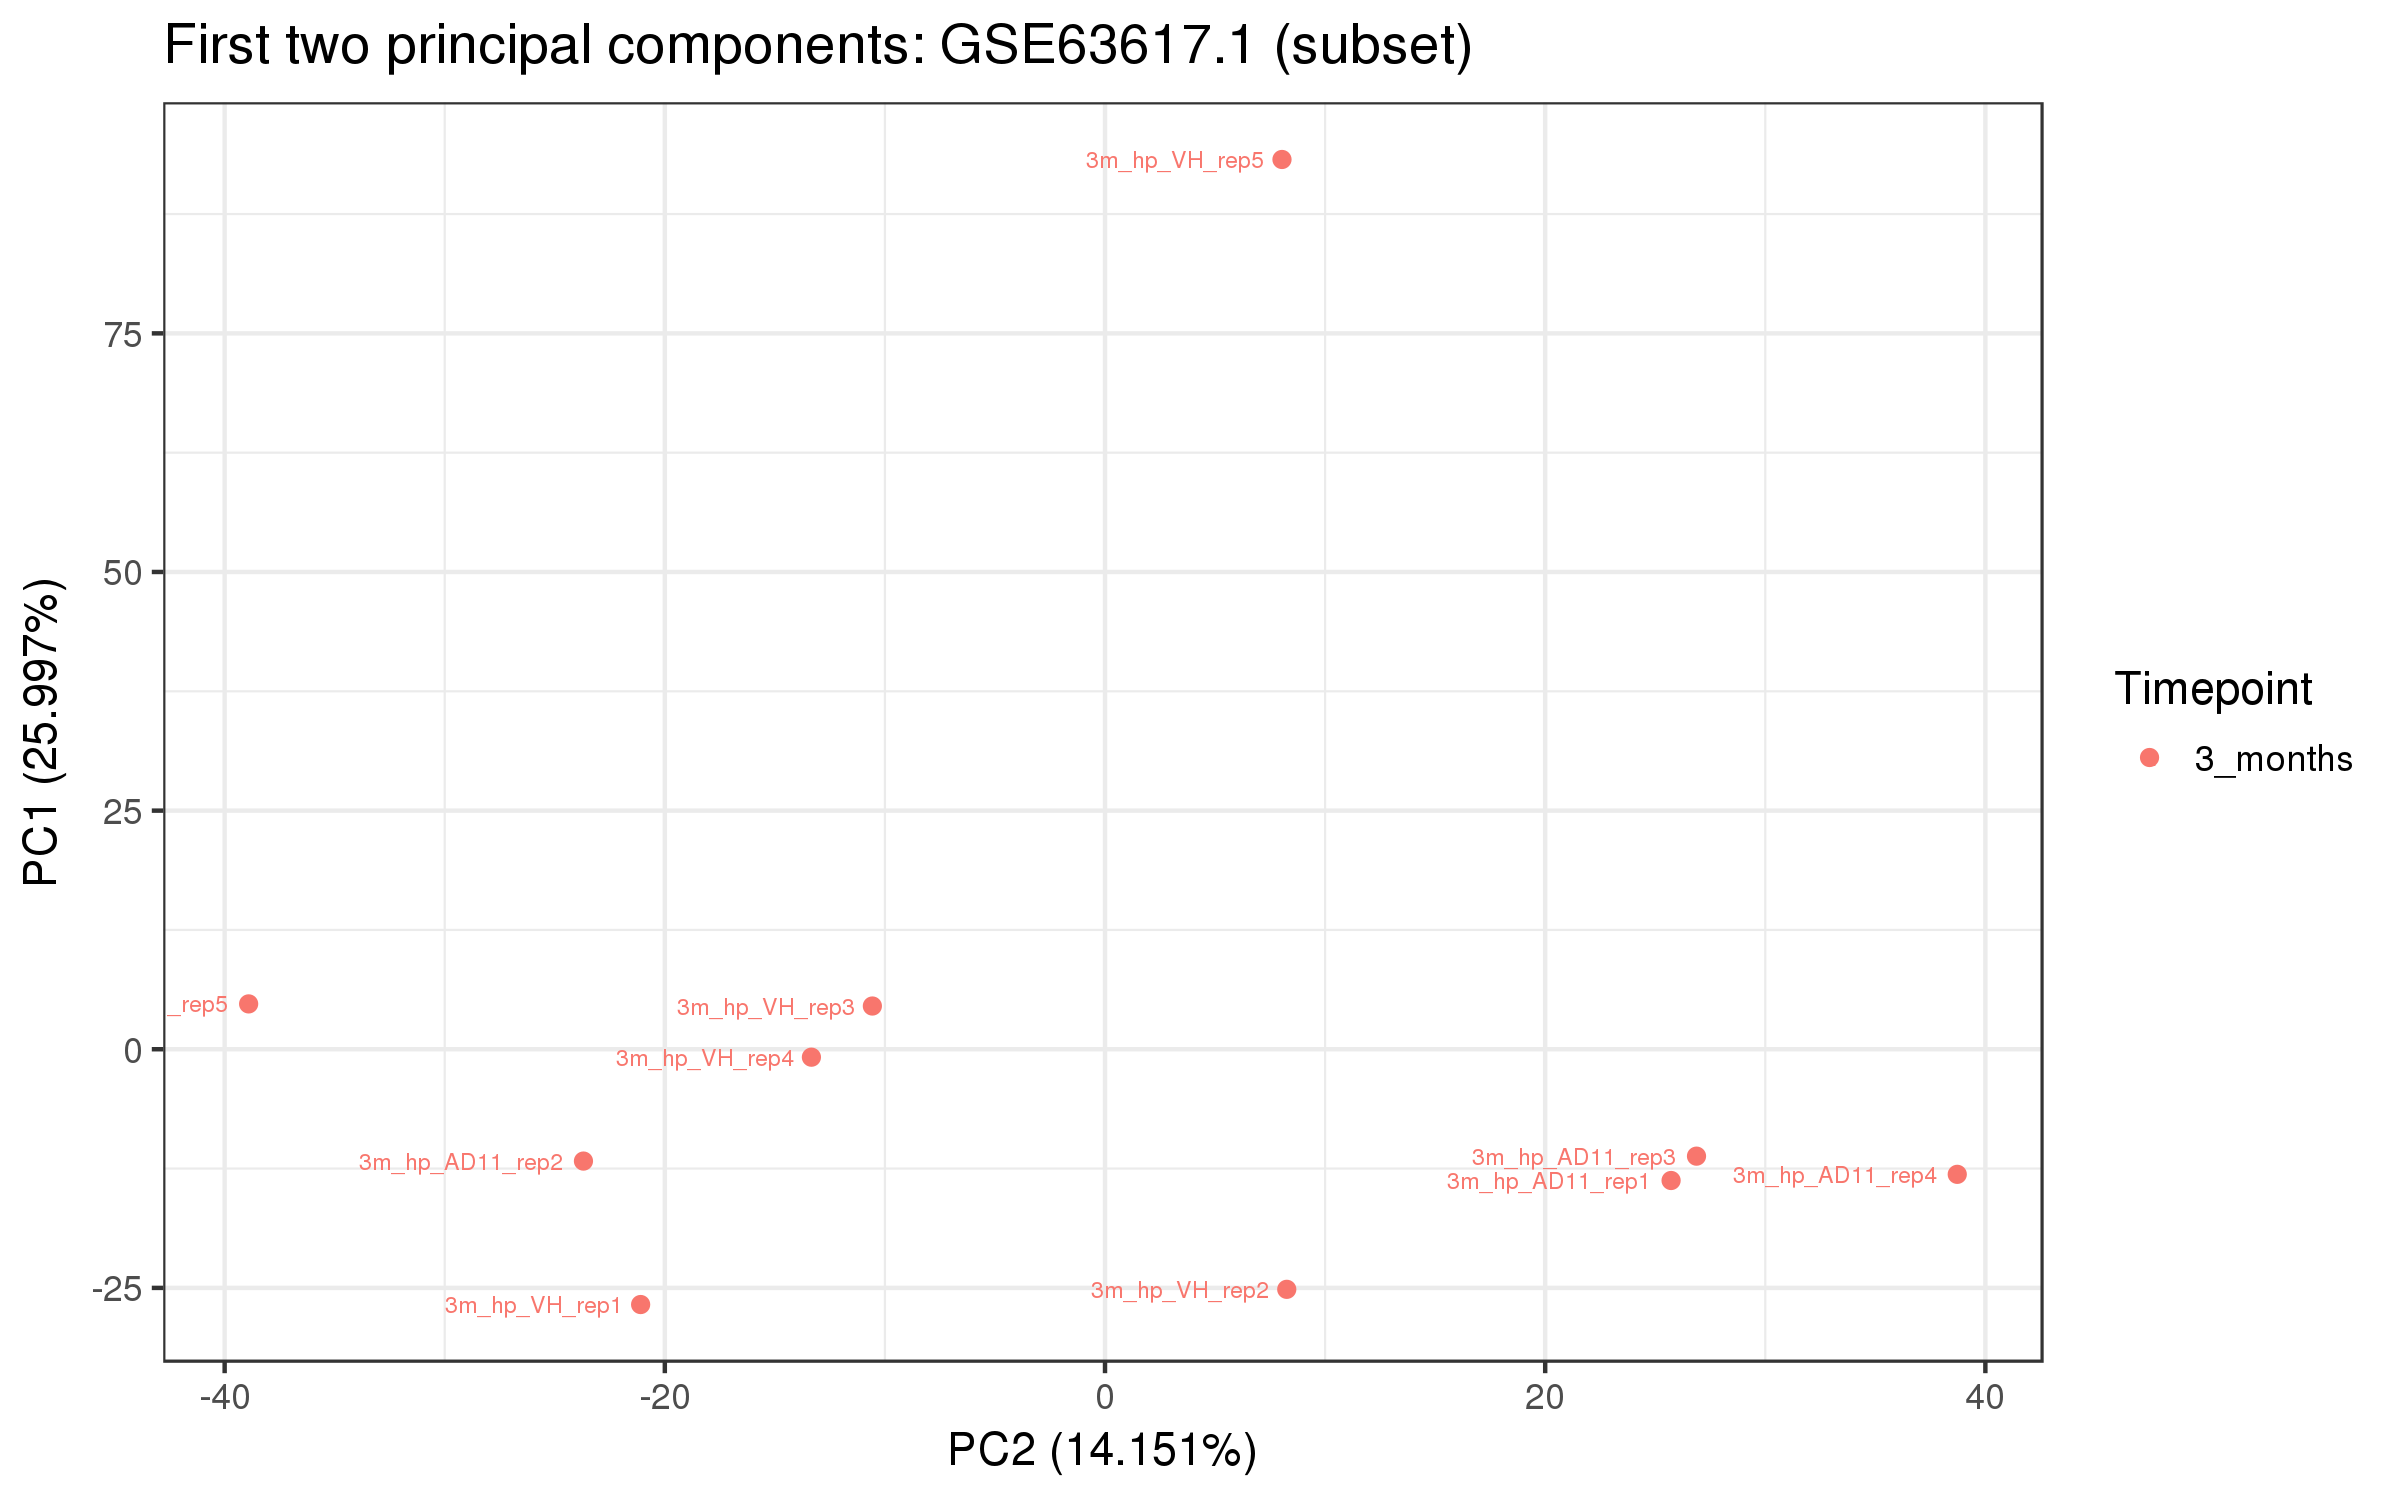 First two principal components: GSE63617.1 (subset)
PC1 (25.997%)
75
50
25
0
-25
3m_hp_VH_rep5
_rep5
3m_hp_VH_rep3
3m_hp_VH_rep4
3m_hp_AD11_rep2
3m_hp_AD11_rep3
3m_hp_AD11_rep1
3m_hp_AD11_rep4
3m_hp_VH_rep2
3m_hp_VH_rep1
-40
-20
0
20
40
PC2 (14.151%)
Timepoint
3_months